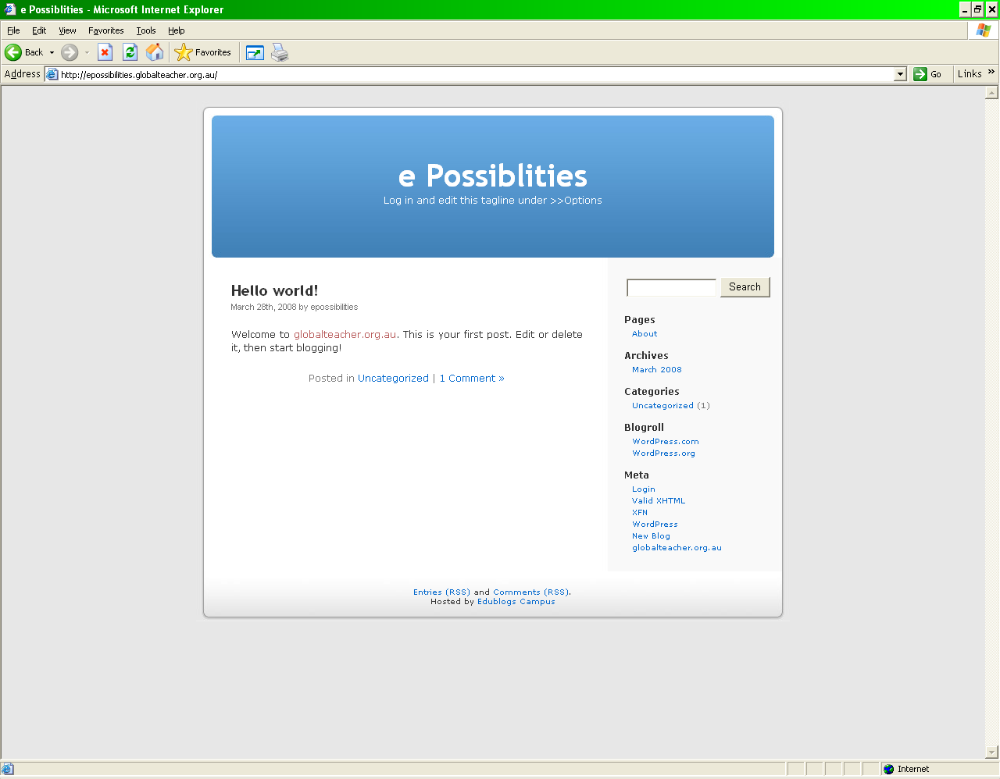 e Possiblities - Microsoft Internet Explorer
File Edit View Favorites Tools Help
Back Favorites
Address http://epossibilities.globalteacher.org.au/ Go Links »
e Possiblities
Log in and edit this tagline under >>Options
Hello world!
March 28th, 2008 by epossibilities
Welcome to globalteacher.org.au. This is your first post. Edit or delete
it, then start blogging!
Posted in Uncategorized | 1 Comment »
Search
Pages
About
Archives
March 2008
Categories
Uncategorized (1)
Blogroll
WordPress.com
WordPress.org
Meta
Login
Valid XHTML
XFN
WordPress
New Blog
globalteacher.org.au
Entries (RSS) and Comments (RSS).
Hosted by Edublogs Campus
Internet